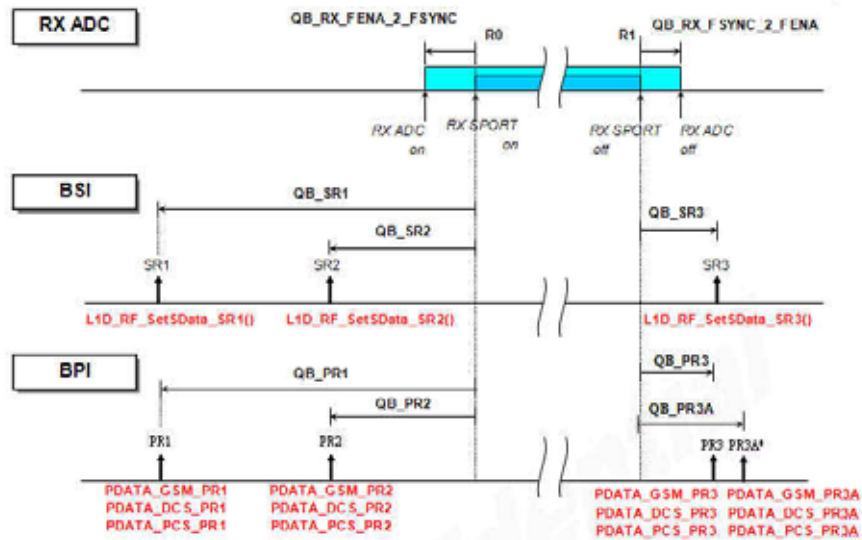 RX ADC
QB_RX_FENA_2_FSYNC
R0
R1
QB_RX_FSYNC_2_FENA
RX ADC on
RX SPORT on
RX SPORT off
RX ADC off
BSI
QB_SR1
QB_SR2
QB_SR3
SR1
SR2
SR3
L1D_RF_SetSData_SR1()
L1D_RF_SetSData_SR2()
L1D_RF_SetSData_SR3()
BPI
QB_PR1
QB_PR2
QB_PR3
QB_PR3A
PR1
PR2
PR3
PR3A*
PDATA_GSM_PR1
PDATA_DCS_PR1
PDATA_PCS_PR1
PDATA_GSM_PR2
PDATA_DCS_PR2
PDATA_PCS_PR2
PDATA_GSM_PR3
PDATA_DCS_PR3
PDATA_PCS_PR3
PDATA_GSM_PR3A
PDATA_DCS_PR3A
PDATA_PCS_PR3A